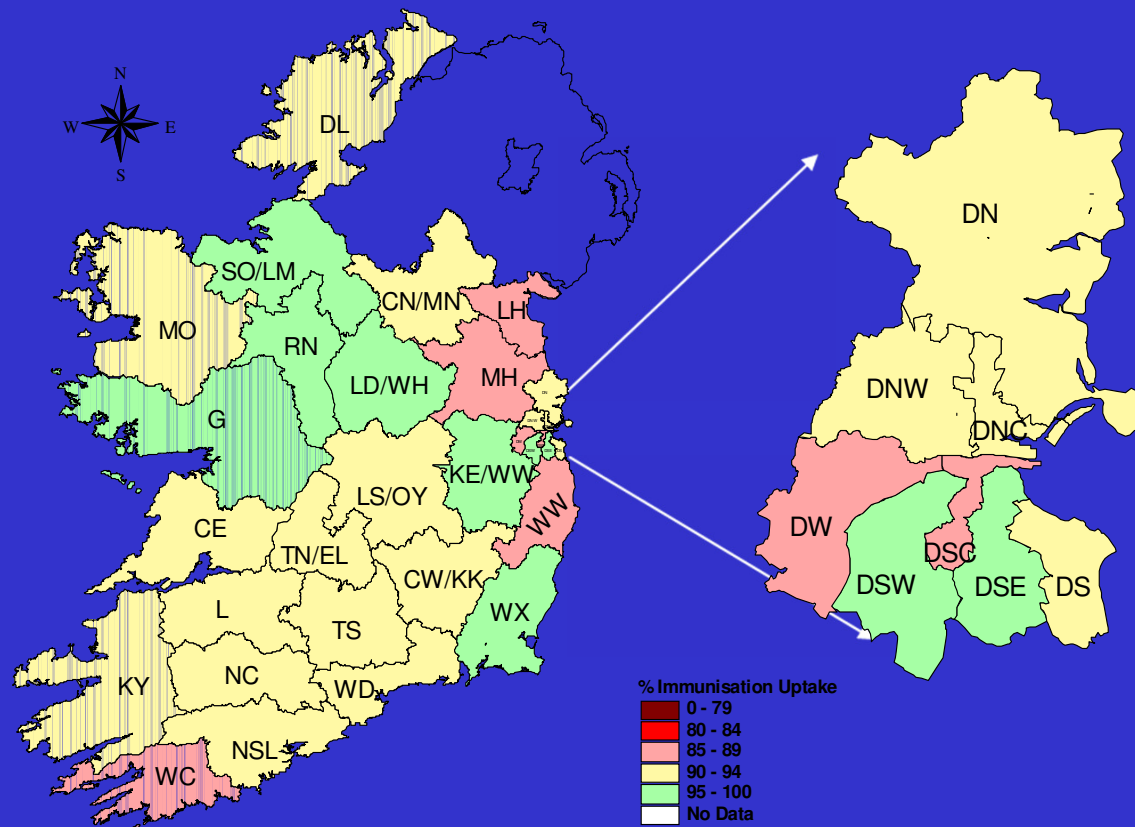 N
W E
S
DL
SO/LM
CN/MN
LH
MO
RN
LD/WH
MH
G
KE/WW
LS/OY
WW
CE
TN/EL
CW/KK
L
TS
WX
KY
NC
WD
NSL
WC
DN
DNW
DNC
DW
DSC
DSW
DSE
DS
% Immunisation Uptake
0 - 79
80 - 84
85 - 89
90 - 94
95 - 100
No Data